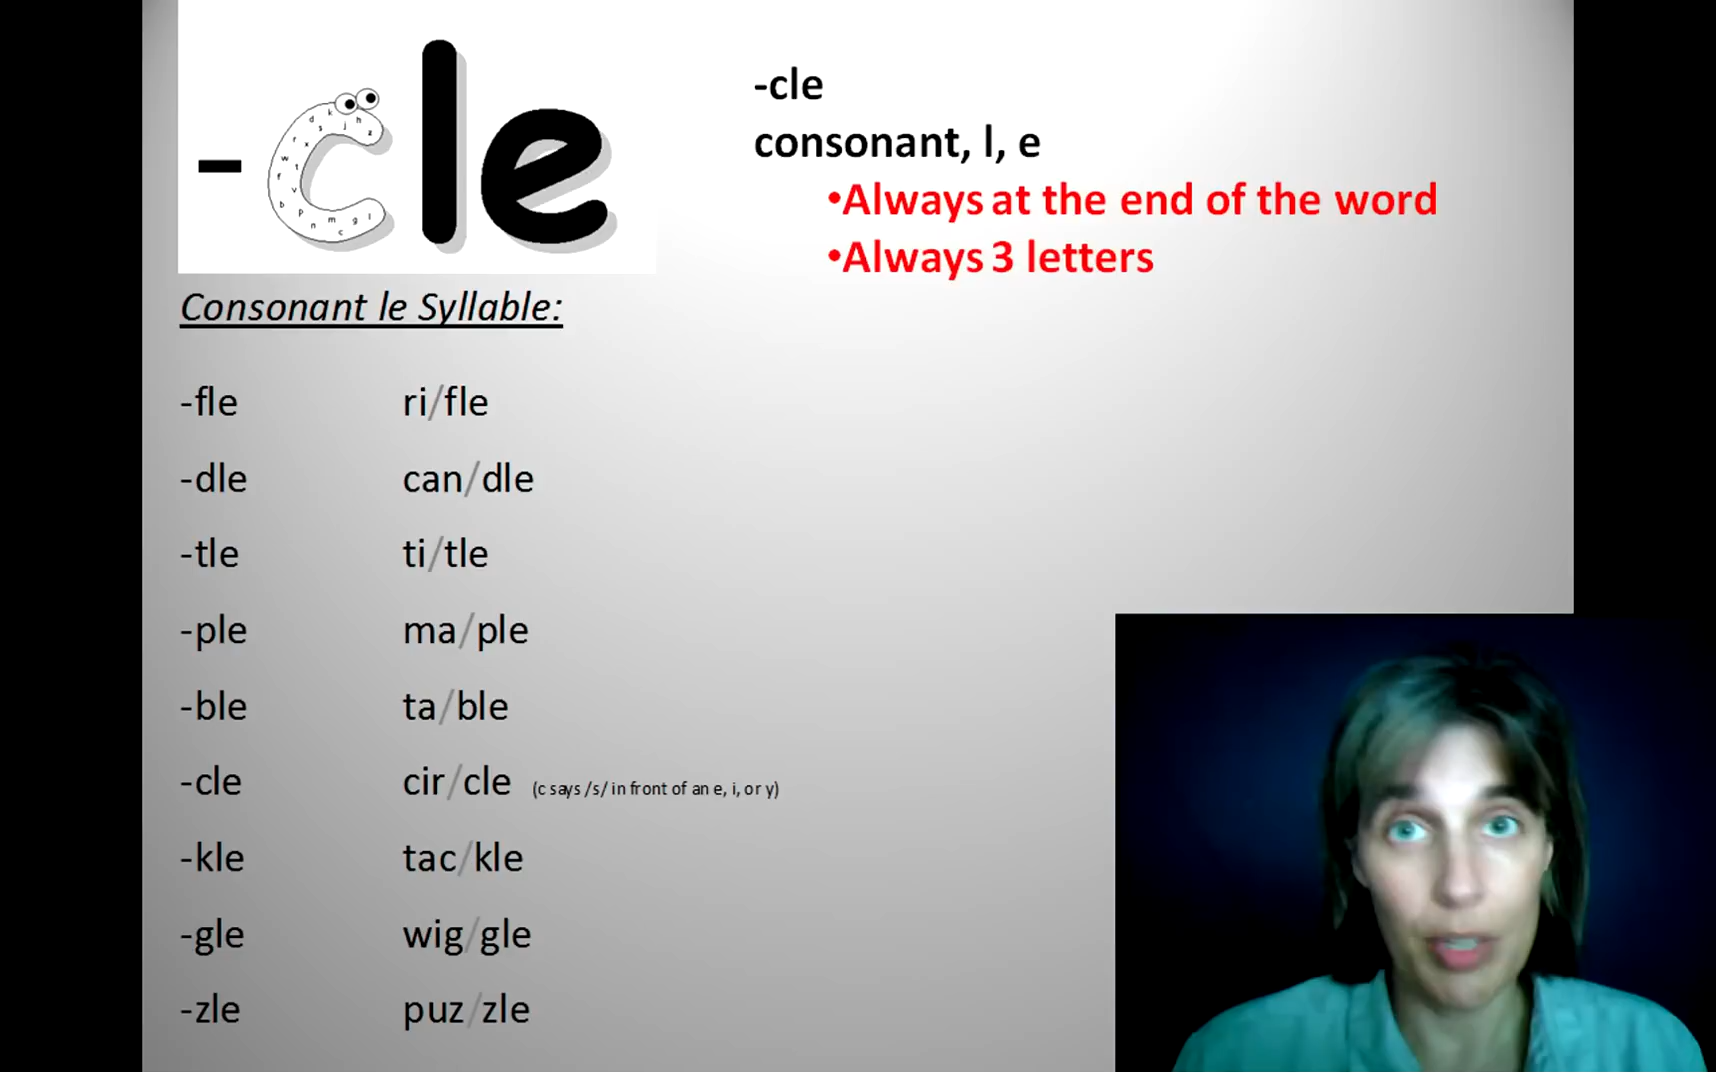 -cle
-cle
consonant, l, e
•Always at the end of the word
•Always 3 letters
Consonant le Syllable:
-fle ri/fle
-dle can/dle
-tle ti/tle
-ple ma/ple
-ble ta/ble
-cle cir/cle (c says /s/ in front of an e, i, or y)
-kle tac/kle
-gle wig/gle
-zle puz/zle